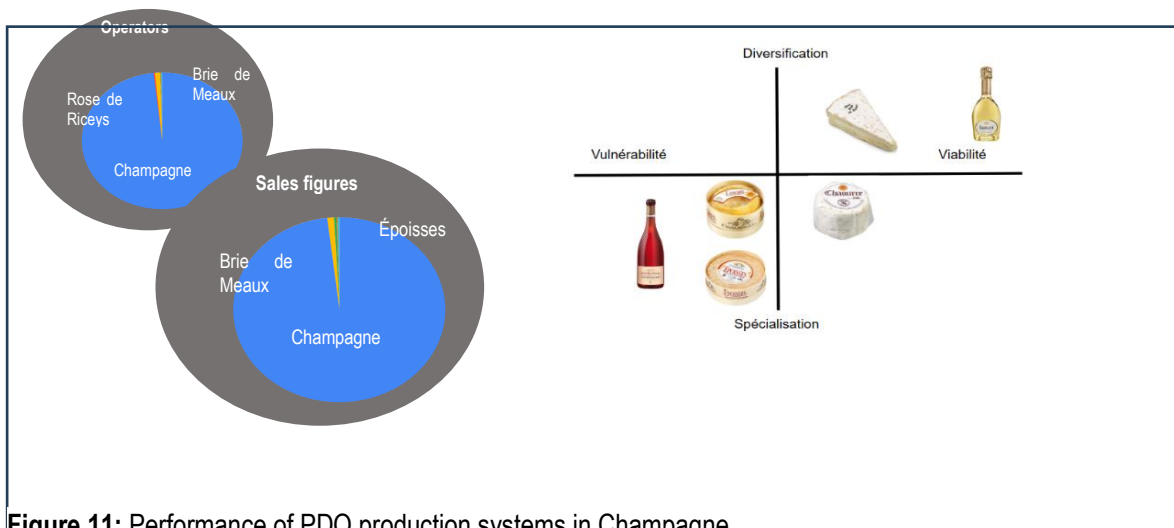 Operators
Brie de
Meaux
Rose de
Riceys
Champagne
Sales figures
Époisses
Brie de
Meaux
Champagne
Diversification
Vulnérabilité
Viabilité
Chaource
Spécialisation
Figure 11: Performance of PDO production systems in Champagne